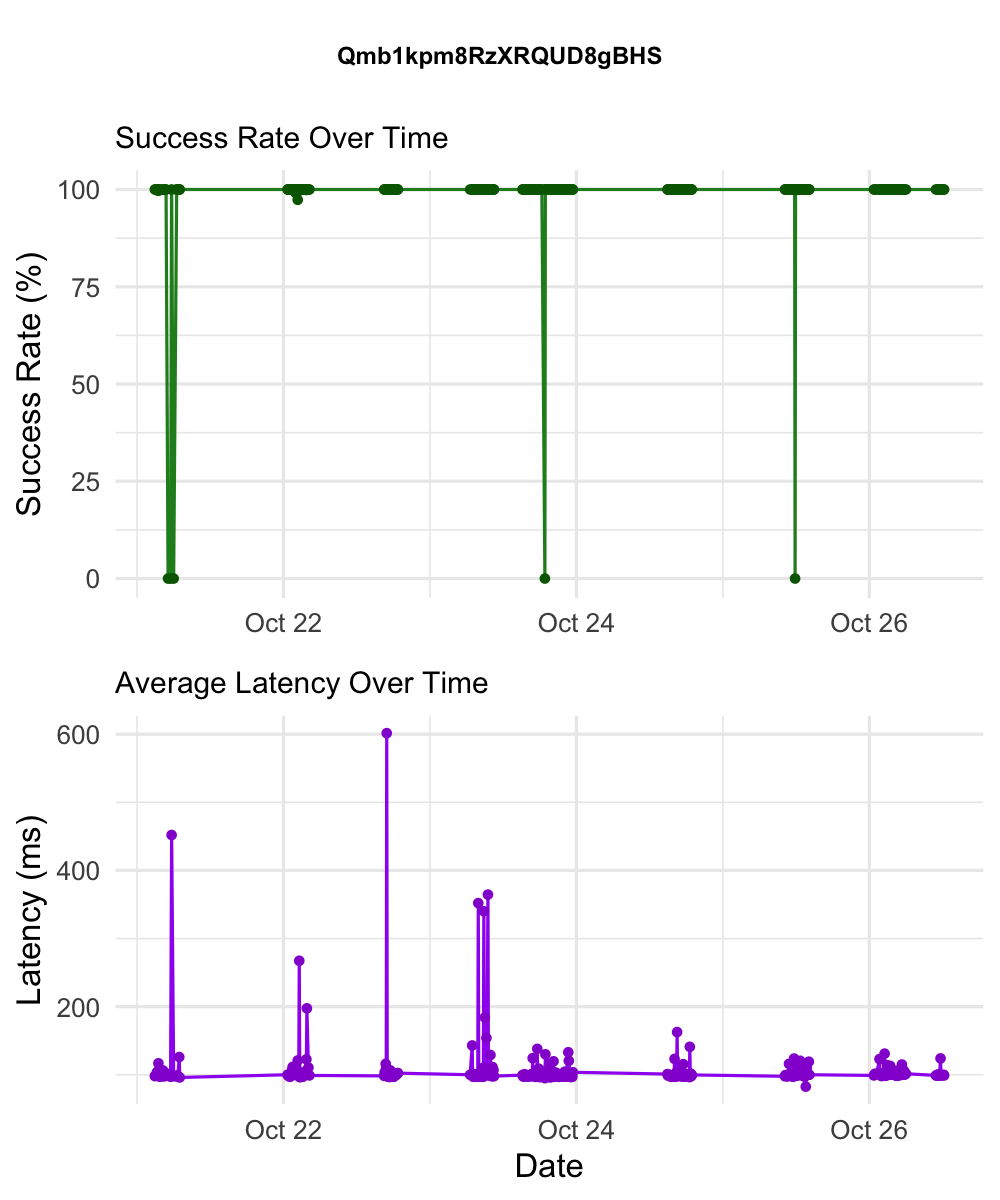 Qmb1kpm8RzXRQUD8gBHS
Success Rate Over Time
Success Rate (%)
100
75
50
25
0
Oct 22
Oct 24
Oct 26
Average Latency Over Time
Latency (ms)
600
400
200
Oct 22
Oct 24
Oct 26
Date